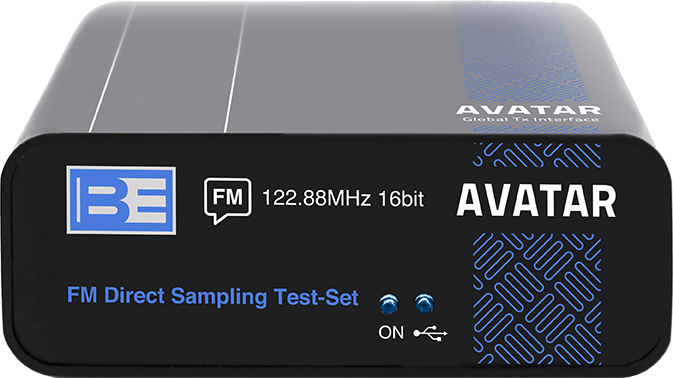 AVATAR
Global Tx Interface
BE
FM 122.88MHz 16bit
AVATAR
FM Direct Sampling Test-Set
ON